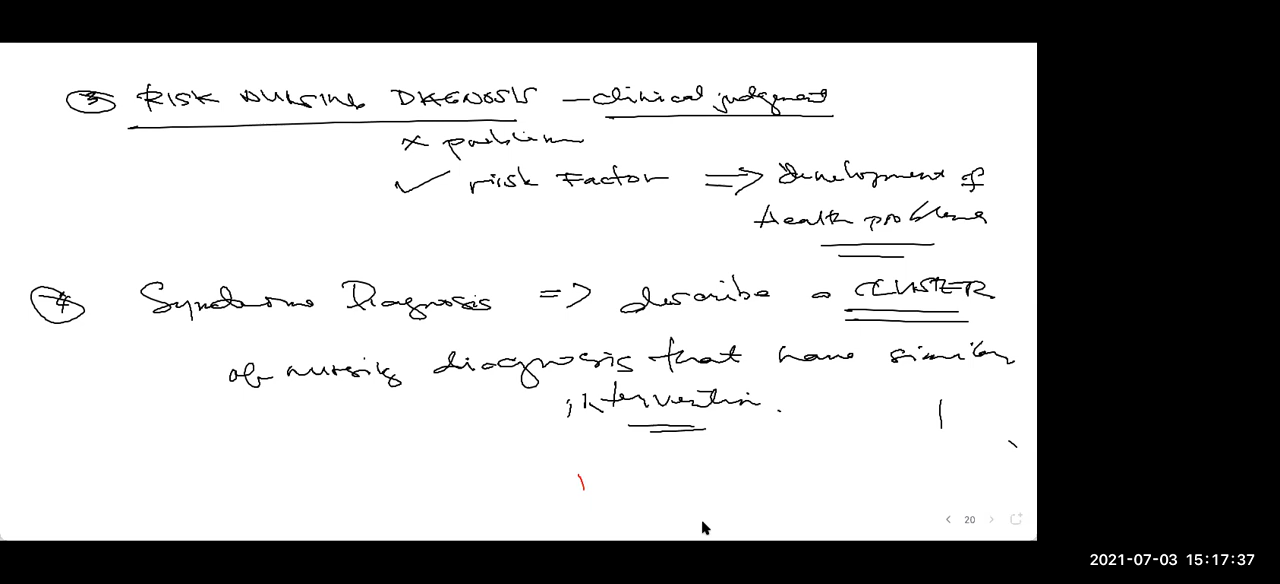 ③ RISK NURSING DIAGNOSIS – clinical judgment
x problem
✓ risk Factor => Development of
Health problems
④ Syndrome Diagnosis => describe a CLUSTER
of nursing diagnosis that have similar
intervention.
< 20 >
2021-07-03 15:17:37